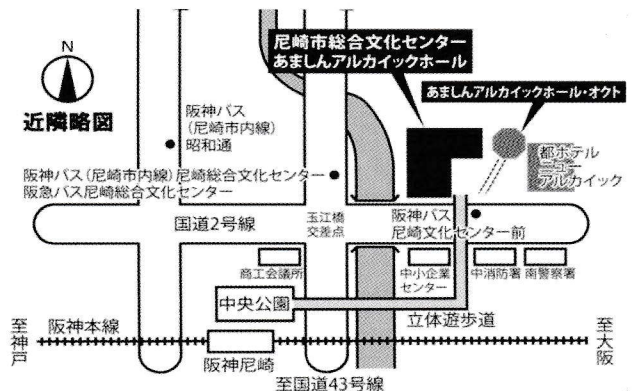 尼崎市総合文化センター
あましんアルカイックホール
N
近隣略図
あましんアルカイックホール・オクト
阪神バス
(尼崎市内線)
昭和通
都ホテル
ニュー
アルカイック
阪神バス(尼崎市内線)尼崎総合文化センター
阪急バス尼崎総合文化センター
国道2号線
玉江橋
交差点
阪神バス
尼崎文化センター前
商工会議所
中小企業
センター
中消防署
南警察署
中央公園
立体遊歩道
至神戸
阪神本線
阪神尼崎
至大阪
至国道43号線